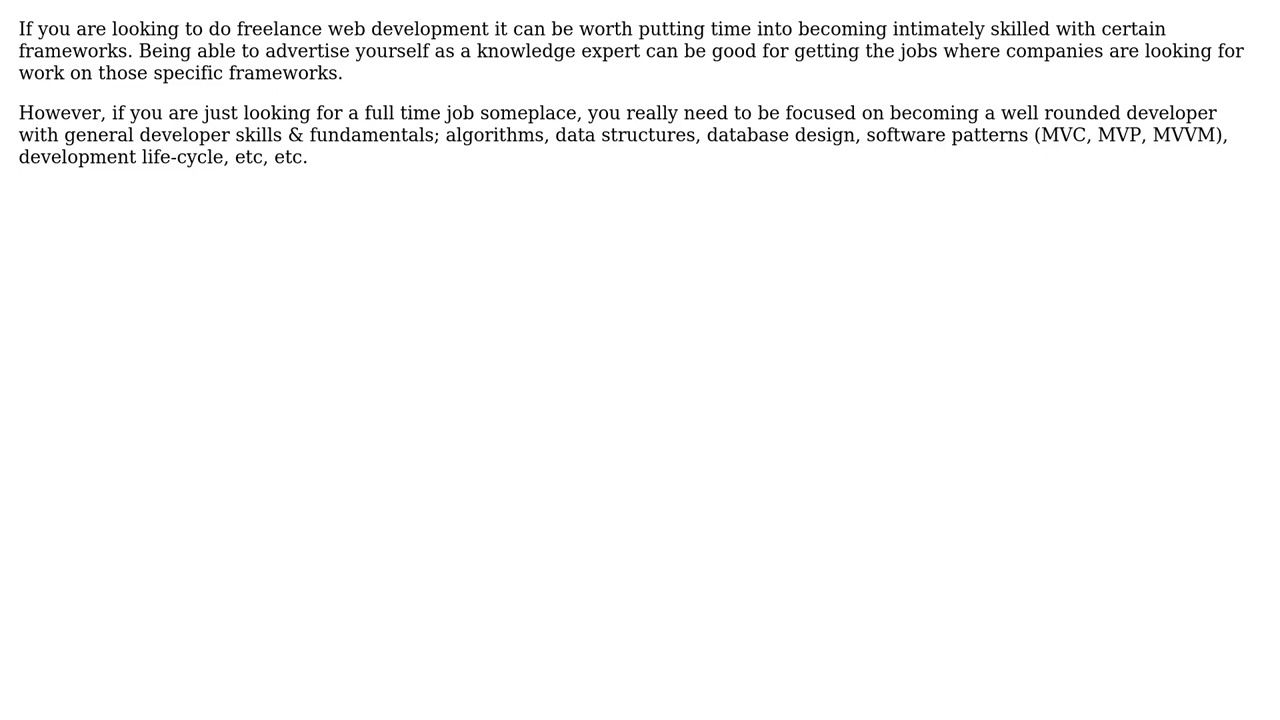 If you are looking to do freelance web development it can be worth putting time into becoming intimately skilled with certain
frameworks. Being able to advertise yourself as a knowledge expert can be good for getting the jobs where companies are looking for
work on those specific frameworks.
However, if you are just looking for a full time job someplace, you really need to be focused on becoming a well rounded developer
with general developer skills & fundamentals; algorithms, data structures, database design, software patterns (MVC, MVP, MVVM),
development life-cycle, etc, etc.